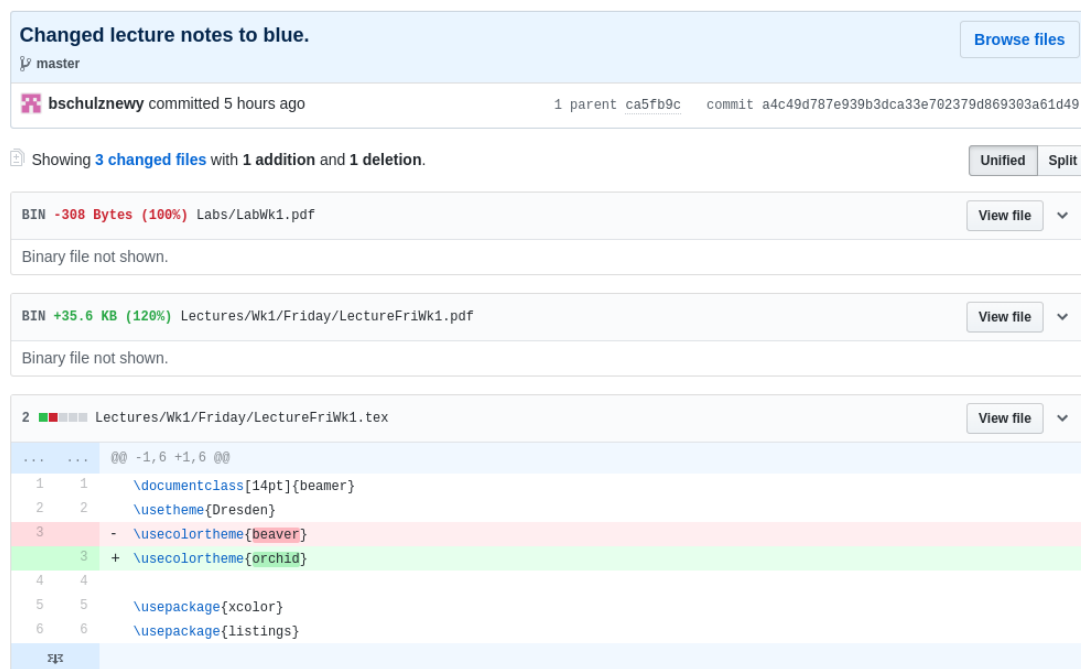 Changed lecture notes to blue.
Browse files
master
bschulznewy committed 5 hours ago 1 parent ca5fb9c commit a4c49d787e939b3dca33e702379d869303a61d49
Showing 3 changed files with 1 addition and 1 deletion. Unified Split
BIN -308 Bytes (100%) Labs/LabWk1.pdf View file
Binary file not shown.
BIN +35.6 KB (120%) Lectures/Wk1/Friday/LectureFriWk1.pdf View file
Binary file not shown.
2 Lectures/Wk1/Friday/LectureFriWk1.tex View file
... ... @@ -1,6 +1,6 @@
1 1 \documentclass[14pt]{beamer}
2 2 \usetheme{Dresden}
3 - \usecolortheme{beaver}
3 + \usecolortheme{orchid}
4 4
5 5 \usepackage{xcolor}
6 6 \usepackage{listings}